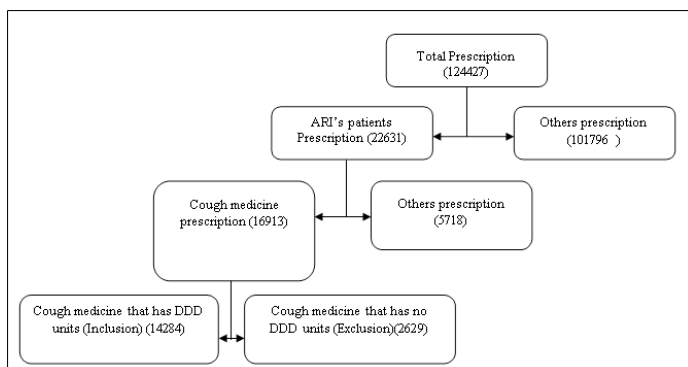 Total Prescription
(124427)
ARI's patients
Prescription (22631)
Others prescription
(101796 )
Cough medicine
prescription (16913)
Others prescription
(5718)
Cough medicine that has DDD
units (Inclusion) (14284)
Cough medicine that has no
DDD units (Exclusion)(2629)